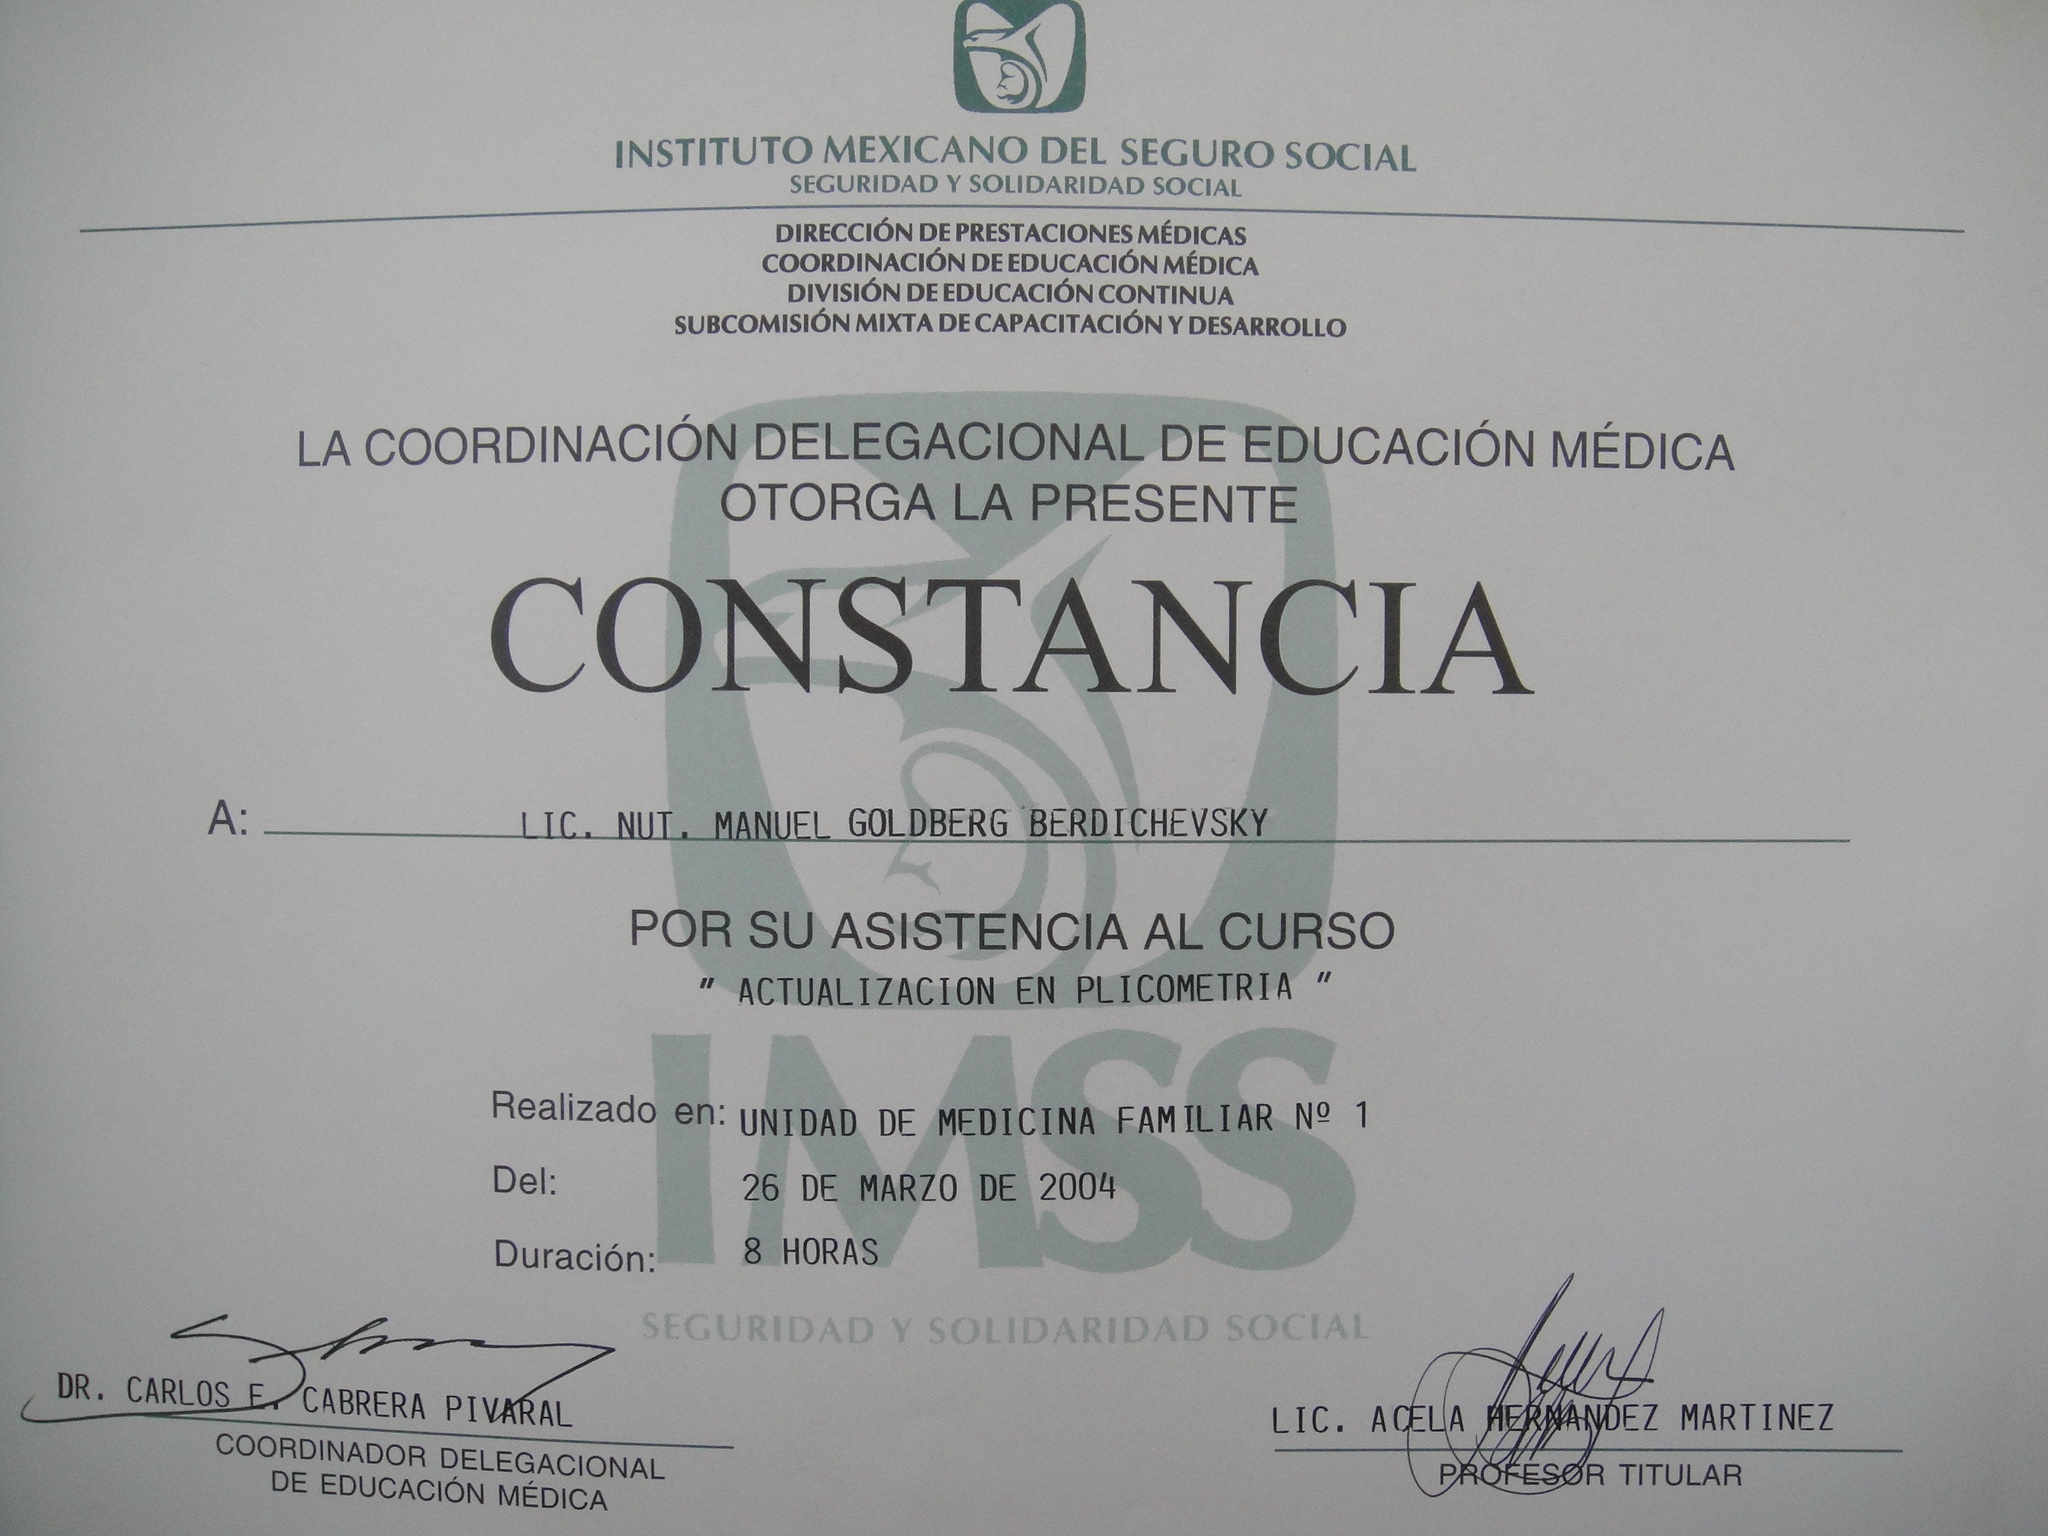 INSTITUTO MEXICANO DEL SEGURO SOCIAL
SEGURIDAD Y SOLIDARIDAD SOCIAL
DIRECCIÓN DE PRESTACIONES MÉDICAS
COORDINACIÓN DE EDUCACIÓN MÉDICA
DIVISIÓN DE EDUCACIÓN CONTINUA
SUBCOMISIÓN MIXTA DE CAPACITACIÓN Y DESARROLLO
LA COORDINACIÓN DELEGACIONAL DE EDUCACIÓN MÉDICA
OTORGA LA PRESENTE
CONSTANCIA
A: LIC. NUT. MANUEL GOLDBERG BERDICHEVSKY
POR SU ASISTENCIA AL CURSO
" ACTUALIZACION EN PLICOMETRIA "
IMSS
Realizado en: UNIDAD DE MEDICINA FAMILIAR Nº 1
Del: 26 DE MARZO DE 2004
Duración: 8 HORAS
SEGURIDAD Y SOLIDARIDAD SOCIAL
DR. CARLOS E. CABRERA PIVARAL
COORDINADOR DELEGACIONAL
DE EDUCACIÓN MÉDICA
LIC. ACELA HERNANDEZ MARTINEZ
PROFESOR TITULAR